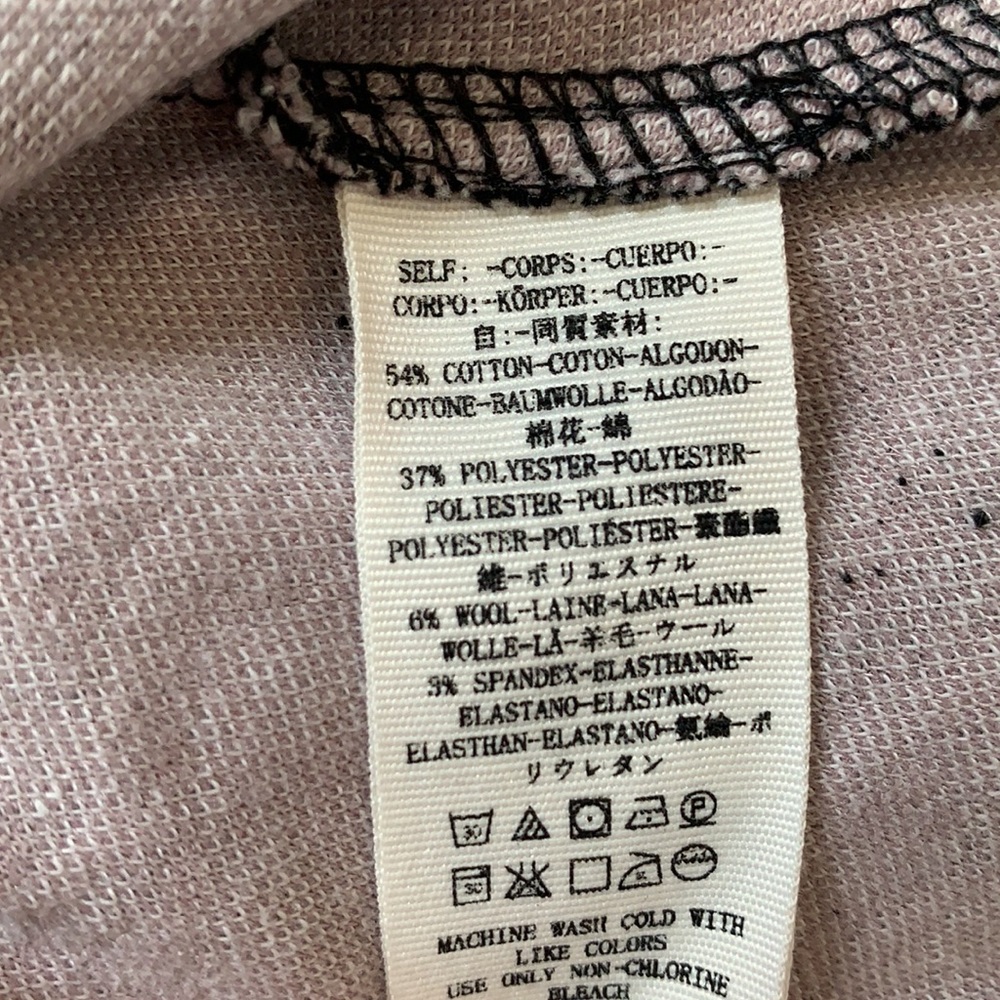 SELF: -CORPS:-CUERPO:-
CORPO:-KÖRPER:-CUERPO:-
自:-同質素材:
54% COTTON-COTON-ALGODON-
COTONE-BAUMWOLLE-ALGODÃO-
棉花-綿
37% POLYESTER-POLYESTER-
POLIESTER-POLIESTERE-
POLYESTER-POLIÉSTER-聚酯纖
維-ポリエステル
6% WOOL-LAINE-LANA-LANA-
WOLLE-LÃ-羊毛-ウール
3% SPANDEX-ELASTHANNE-
ELASTANO-ELASTANO-
ELASTHAN-ELASTANO-氨綸-ポ
リウレタン
30 P
30
MACHINE WASH COLD WITH
LIKE COLORS
USE ONLY NON-CHLORINE
BLEACH